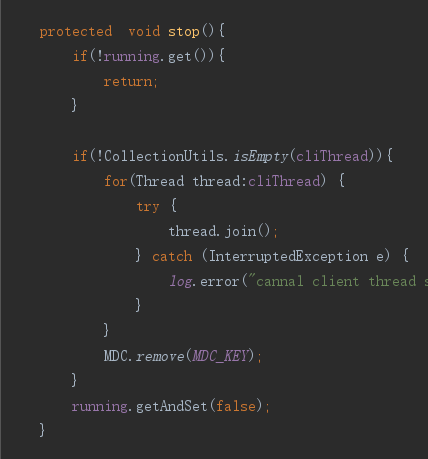 protected  void stop(){
if(!running.get()){
return;
}
if(!CollectionUtils.isEmpty(cliThread)){
for(Thread thread:cliThread) {
try {
thread.join();
} catch (InterruptedException e) {
log.error("cannal client thread s
}
}
MDC.remove(MDC_KEY);
}
running.getAndSet(false);
}